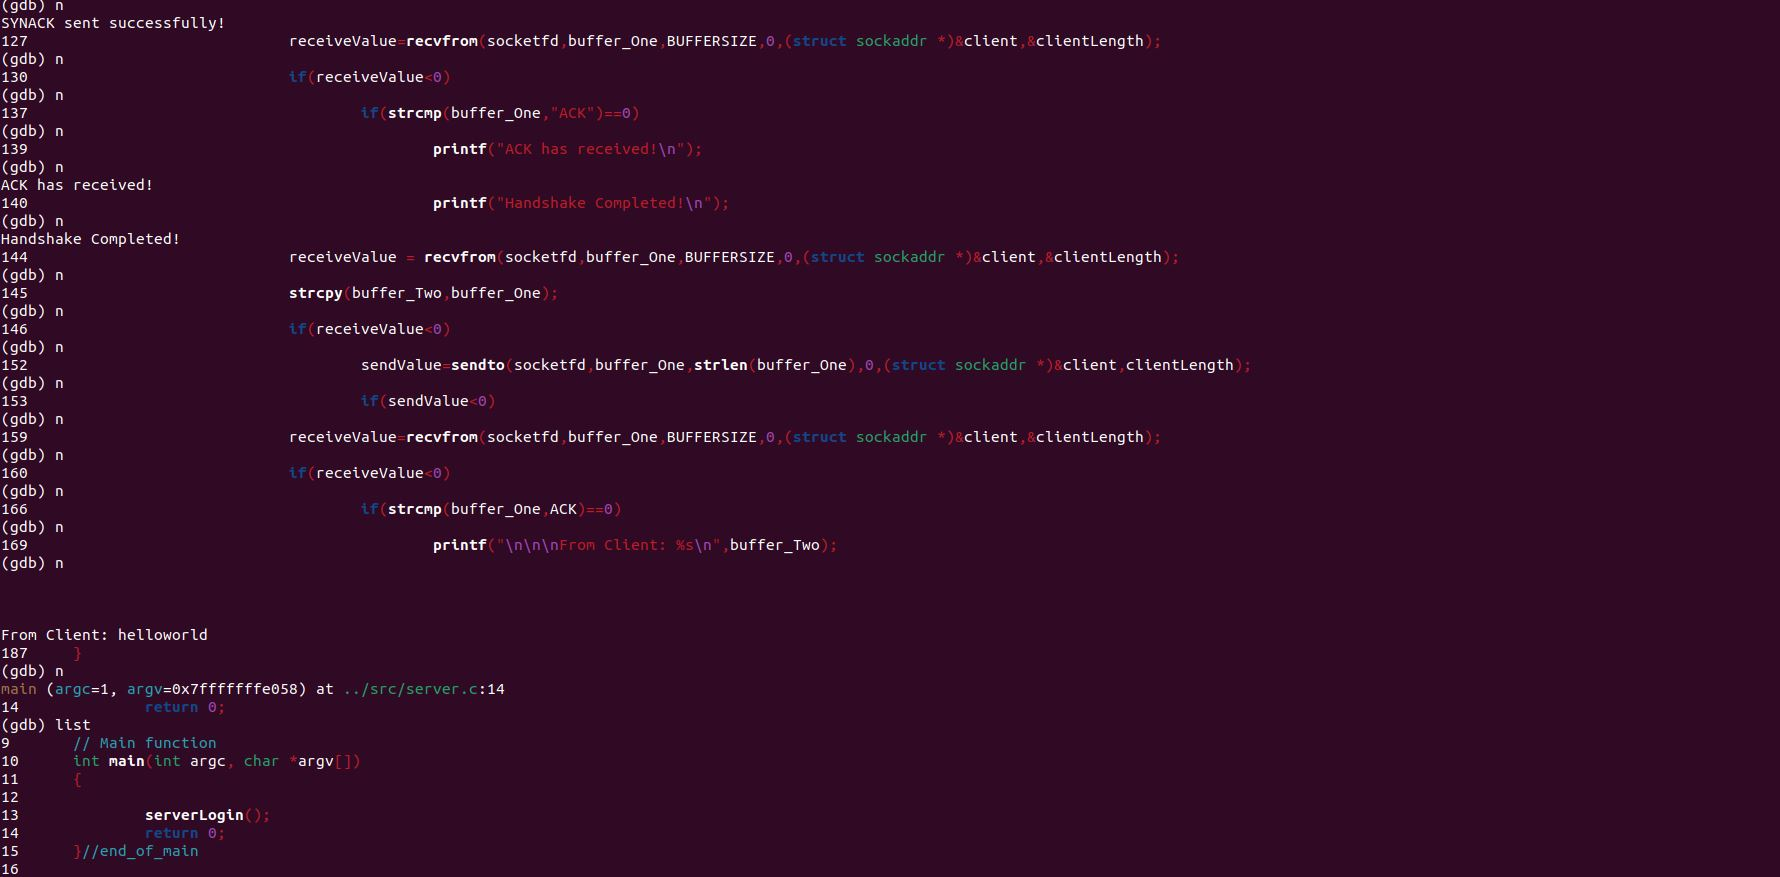 (gdb) n
SYNACK sent successfully!
127                             receiveValue=recvfrom(socketfd,buffer_One,BUFFERSIZE,0,(struct sockaddr *)&client,&clientLength);
(gdb) n
130                             if(receiveValue<0)
(gdb) n
137                                     if(strcmp(buffer_One,"ACK")==0)
(gdb) n
139                                             printf("ACK has received!\n");
(gdb) n
ACK has received!
140                                             printf("Handshake Completed!\n");
(gdb) n
Handshake Completed!
144                             receiveValue = recvfrom(socketfd,buffer_One,BUFFERSIZE,0,(struct sockaddr *)&client,&clientLength);
(gdb) n
145                             strcpy(buffer_Two,buffer_One);
(gdb) n
146                             if(receiveValue<0)
(gdb) n
152                                     sendValue=sendto(socketfd,buffer_One,strlen(buffer_One),0,(struct sockaddr *)&client,clientLength);
(gdb) n
153                                     if(sendValue<0)
(gdb) n
159                             receiveValue=recvfrom(socketfd,buffer_One,BUFFERSIZE,0,(struct sockaddr *)&client,&clientLength);
(gdb) n
160                             if(receiveValue<0)
(gdb) n
166                                     if(strcmp(buffer_One,ACK)==0)
(gdb) n
169                                             printf("\n\n\nFrom Client: %s\n",buffer_Two);
(gdb) n
From Client: helloworld
187     }
(gdb) n
main (argc=1, argv=0x7fffffffe058) at ../src/server.c:14
14              return 0;
(gdb) list
9       // Main function
10      int main(int argc, char *argv[])
11      {
12
13              serverLogin();
14              return 0;
15      }//end_of_main
16